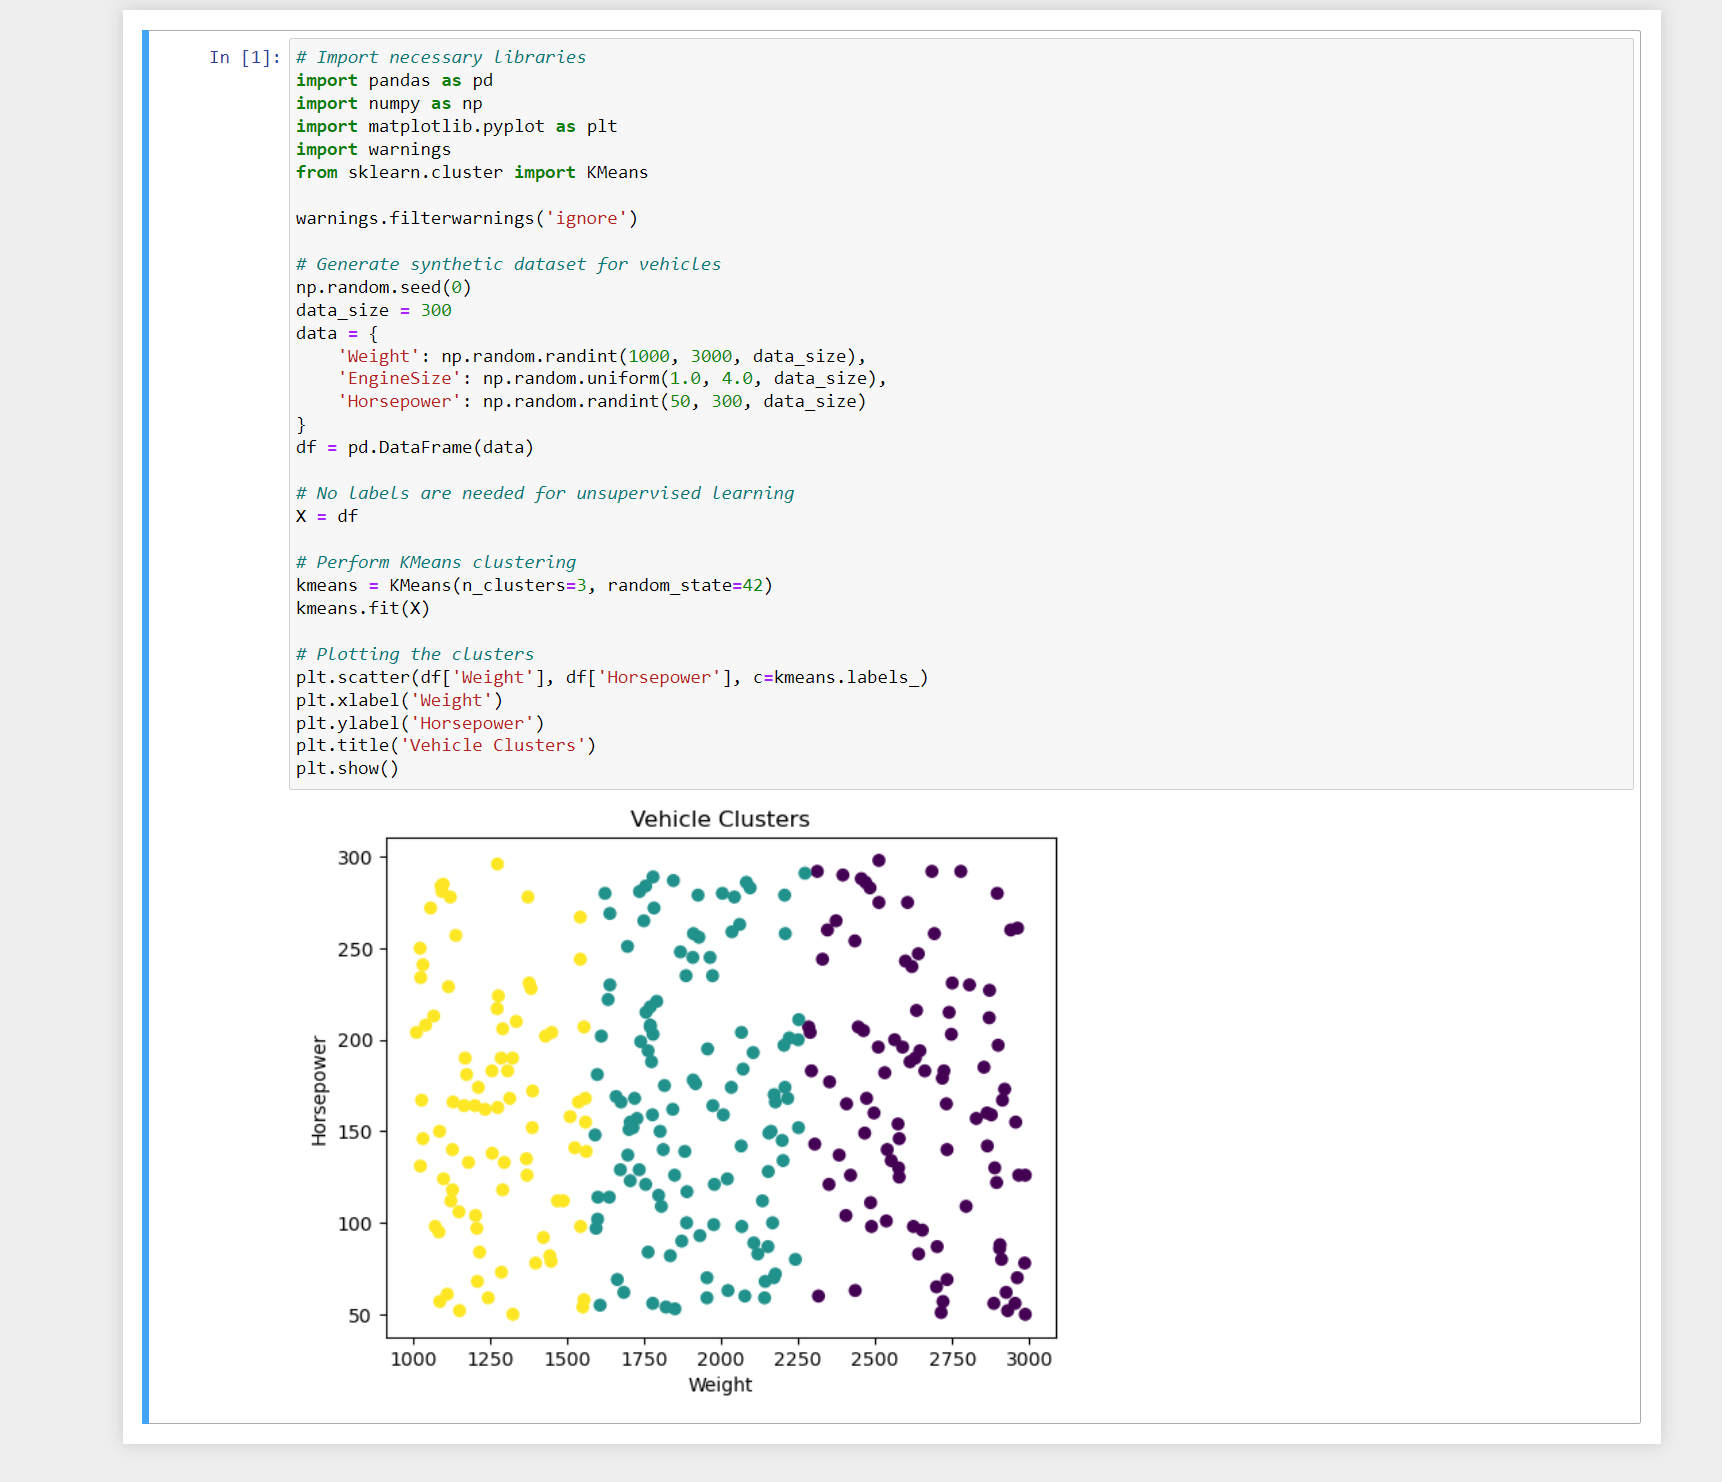 In [1]:
# Import necessary libraries
import pandas as pd
import numpy as np
import matplotlib.pyplot as plt
import warnings
from sklearn.cluster import KMeans
warnings.filterwarnings('ignore')
# Generate synthetic dataset for vehicles
np.random.seed(0)
data_size = 300
data = {
    'Weight': np.random.randint(1000, 3000, data_size),
    'EngineSize': np.random.uniform(1.0, 4.0, data_size),
    'Horsepower': np.random.randint(50, 300, data_size)
}
df = pd.DataFrame(data)
# No labels are needed for unsupervised learning
X = df
# Perform KMeans clustering
kmeans = KMeans(n_clusters=3, random_state=42)
kmeans.fit(X)
# Plotting the clusters
plt.scatter(df['Weight'], df['Horsepower'], c=kmeans.labels_)
plt.xlabel('Weight')
plt.ylabel('Horsepower')
plt.title('Vehicle Clusters')
plt.show()
Vehicle Clusters
300
250
200
150
100
50
Horsepower
1000 1250 1500 1750 2000 2250 2500 2750 3000
Weight